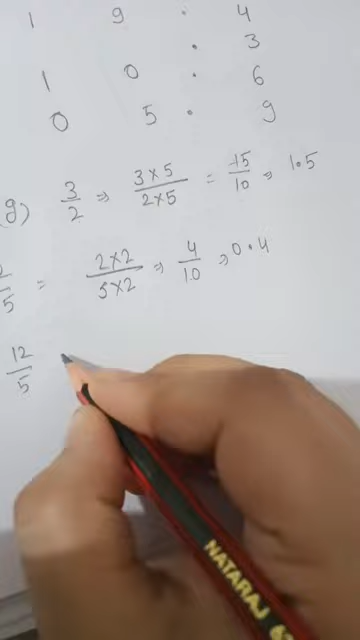 1 9 . 4
. 3
1 0 . 6
0 5 . 9
(g) 3/2 ⇒ 3×5/2×5 = 15/10 ⇒ 1.5
2/5 = 2×2/5×2 ⇒ 4/10 ⇒ 0.4
12/5
NATARAJ